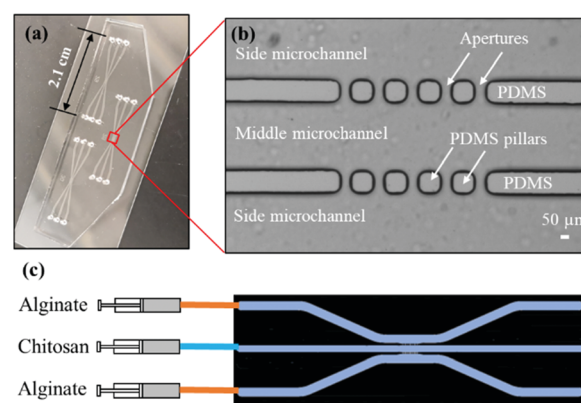 (a)
2.1 cm
(b)
Side microchannel
Apertures
PDMS
Middle microchannel
PDMS pillars
PDMS
Side microchannel
50 µm
(c)
Alginate
Chitosan
Alginate